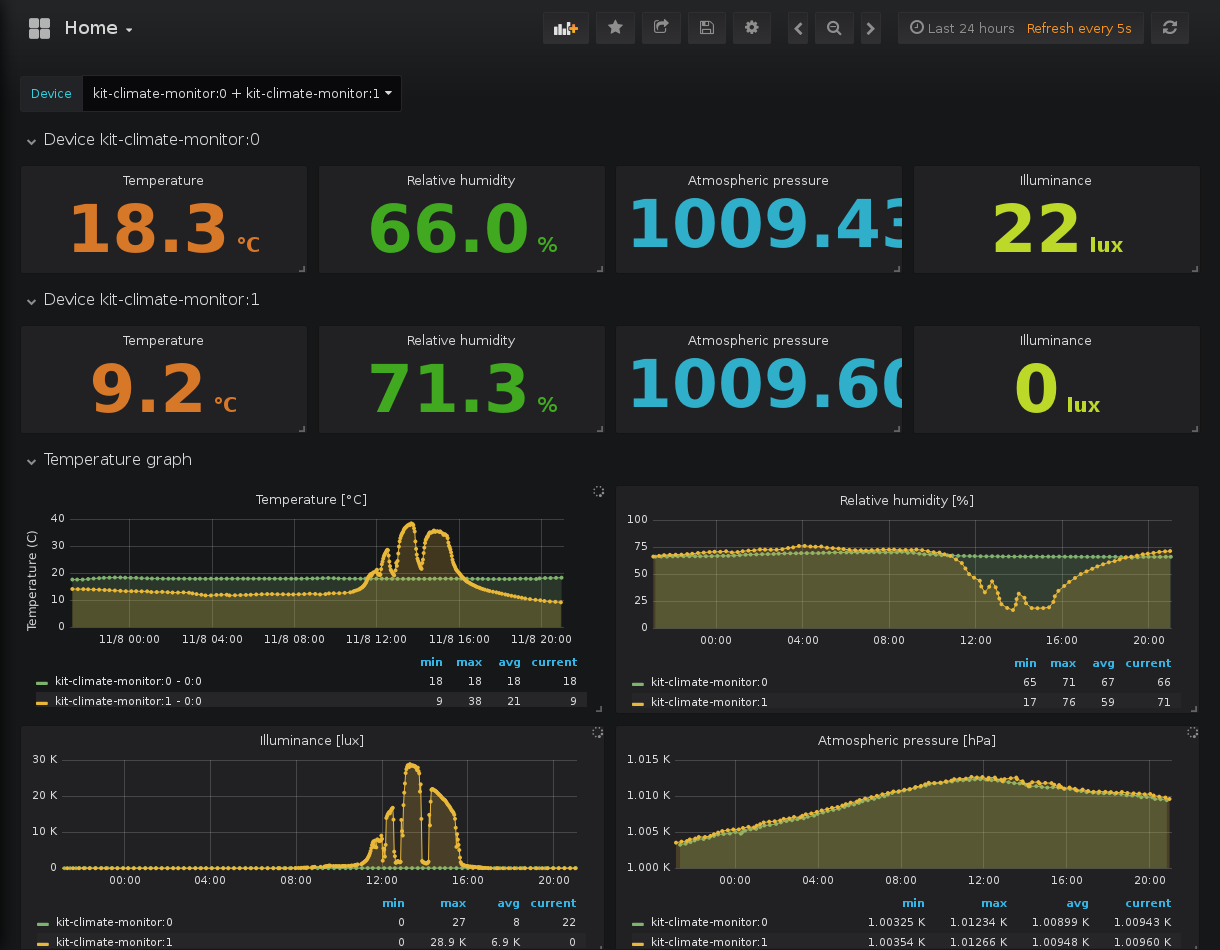 Home
Last 24 hours Refresh every 5s
Device kit-climate-monitor:0 + kit-climate-monitor:1
Device kit-climate-monitor:0
Temperature Relative humidity Atmospheric pressure Illuminance
18.3 °C 66.0 % 1009.43 22 lux
Device kit-climate-monitor:1
Temperature Relative humidity Atmospheric pressure Illuminance
9.2 °C 71.3 % 1009.60 0 lux
Temperature graph
Temperature [°C]
Temperature (C)
40
30
20
10
0
11/8 00:00 11/8 04:00 11/8 08:00 11/8 12:00 11/8 16:00 11/8 20:00
min max avg current
kit-climate-monitor:0 - 0:0 18 18 18 18
kit-climate-monitor:1 - 0:0 9 38 21 9
Relative humidity [%]
100
75
50
25
0
00:00 04:00 08:00 12:00 16:00 20:00
min max avg current
kit-climate-monitor:0 65 71 67 66
kit-climate-monitor:1 17 76 59 71
Illuminance [lux]
30 K
20 K
10 K
0
00:00 04:00 08:00 12:00 16:00 20:00
min max avg current
kit-climate-monitor:0 0 27 8 22
kit-climate-monitor:1 0 28.9 K 6.9 K 0
Atmospheric pressure [hPa]
1.015 K
1.010 K
1.005 K
1.000 K
00:00 04:00 08:00 12:00 16:00 20:00
min max avg current
kit-climate-monitor:0 1.00325 K 1.01234 K 1.00899 K 1.00943 K
kit-climate-monitor:1 1.00354 K 1.01266 K 1.00948 K 1.00960 K